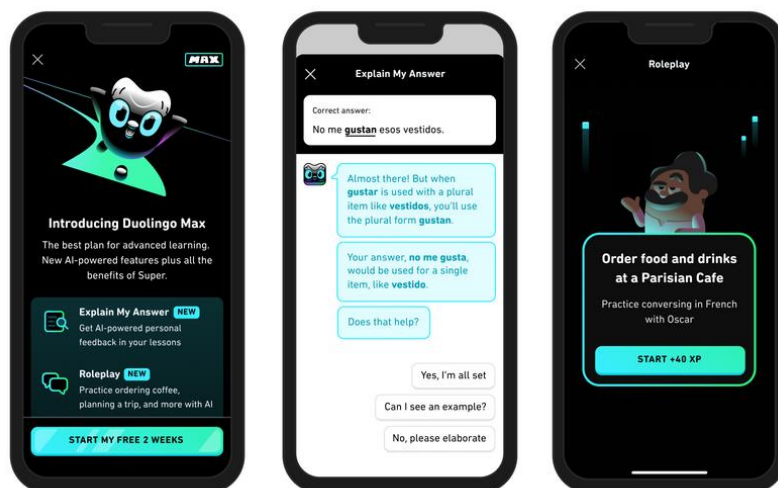 MAX
Introducing Duolingo Max
The best plan for advanced learning.
New AI-powered features plus all the
benefits of Super.
Explain My Answer NEW
Get AI-powered personal
feedback in your lessons
Roleplay NEW
Practice ordering coffee,
planning a trip, and more with AI
START MY FREE 2 WEEKS
Explain My Answer
Correct answer:
No me gustan esos vestidos.
Almost there! But when
gustar is used with a plural
item like vestidos, you'll use
the plural form gustan.
Your answer, no me gusta,
would be used for a single
item, like vestido.
Does that help?
Yes, I'm all set
Can I see an example?
No, please elaborate
Roleplay
Order food and drinks
at a Parisian Cafe
Practice conversing in French
with Oscar
START +40 XP